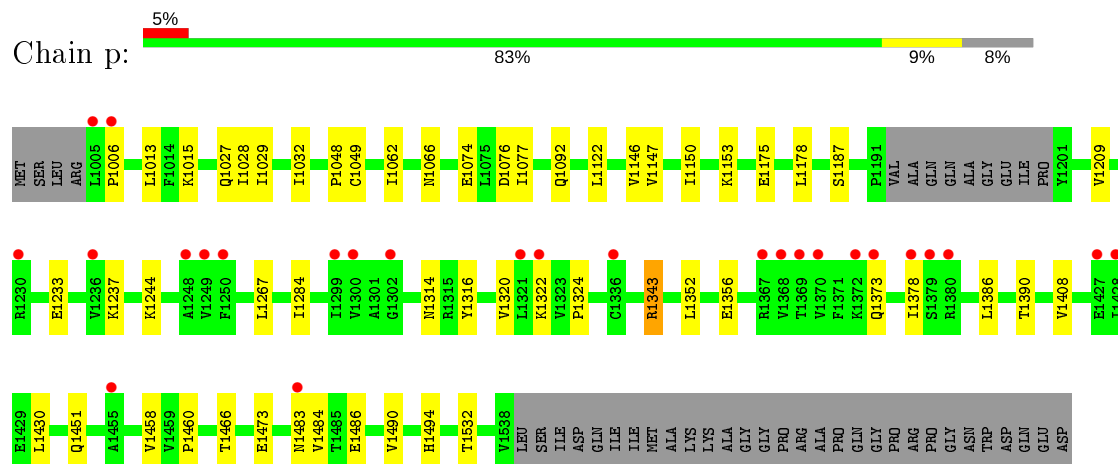 5%
Chain p:
83% 9% 8%
MET SER LEU ARG L1005 P1006 L1013 F1014 K1015 Q1027 I1028 I1029 I1032 P1048 C1049 I1062 N1066 E1074 L1075 D1076 I1077 Q1092 L1122 V1146 V1147 I1150 K1153 E1175 L1178 S1187 P1191 VAL ALA GLN GLN ALA GLY GLU ILE PRO Y1201 V1209
R1230 E1233 V1236 K1237 K1244 A1248 V1249 F1250 L1267 I1284 I1299 V1300 A1301 G1302 N1314 R1315 Y1316 V1320 L1321 K1322 V1323 P1324 C1336 R1343 L1352 E1356 R1367 V1368 T1369 V1370 F1371 K1372 Q1373 I1378 S1379 R1380 L1386 T1390 V1408 E1427 I1428
E1429 L1430 Q1451 A1455 V1458 V1459 P1460 T1466 E1473 N1483 V1484 T1485 E1486 V1490 H1494 T1532 V1538 LEU SER ILE ASP GLN ILE ILE MET ALA LYS LYS ALA GLY GLY PRO ARG ALA PRO GLN GLY PRO ARG PRO GLY ASN TRP ASP GLN GLU ASP